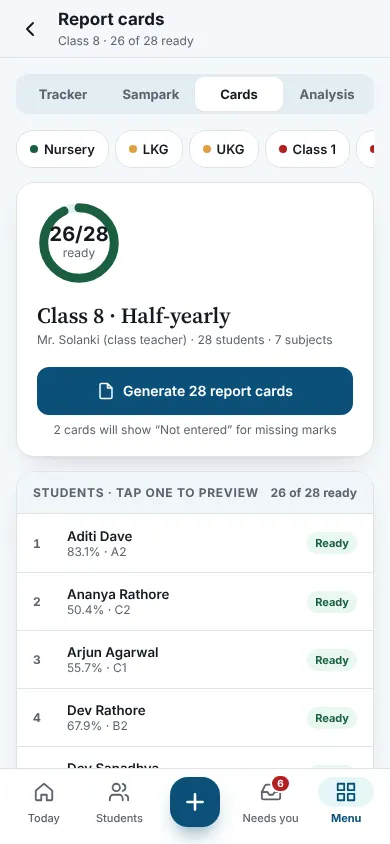 Report cards
Class 8 · 26 of 28 ready
Tracker
Sampark
Cards
Analysis
Nursery
LKG
UKG
Class 1
26/28
ready
Class 8 · Half-yearly
Mr. Solanki (class teacher) · 28 students · 7 subjects
Generate 28 report cards
2 cards will show “Not entered” for missing marks
STUDENTS · TAP ONE TO PREVIEW 26 of 28 ready
1 Aditi Dave Ready
83.1% · A2
2 Ananya Rathore Ready
50.4% · C2
3 Arjun Agarwal Ready
55.7% · C1
4 Dev Rathore Ready
67.9% · B2
6
Today
Students
Needs you
Menu